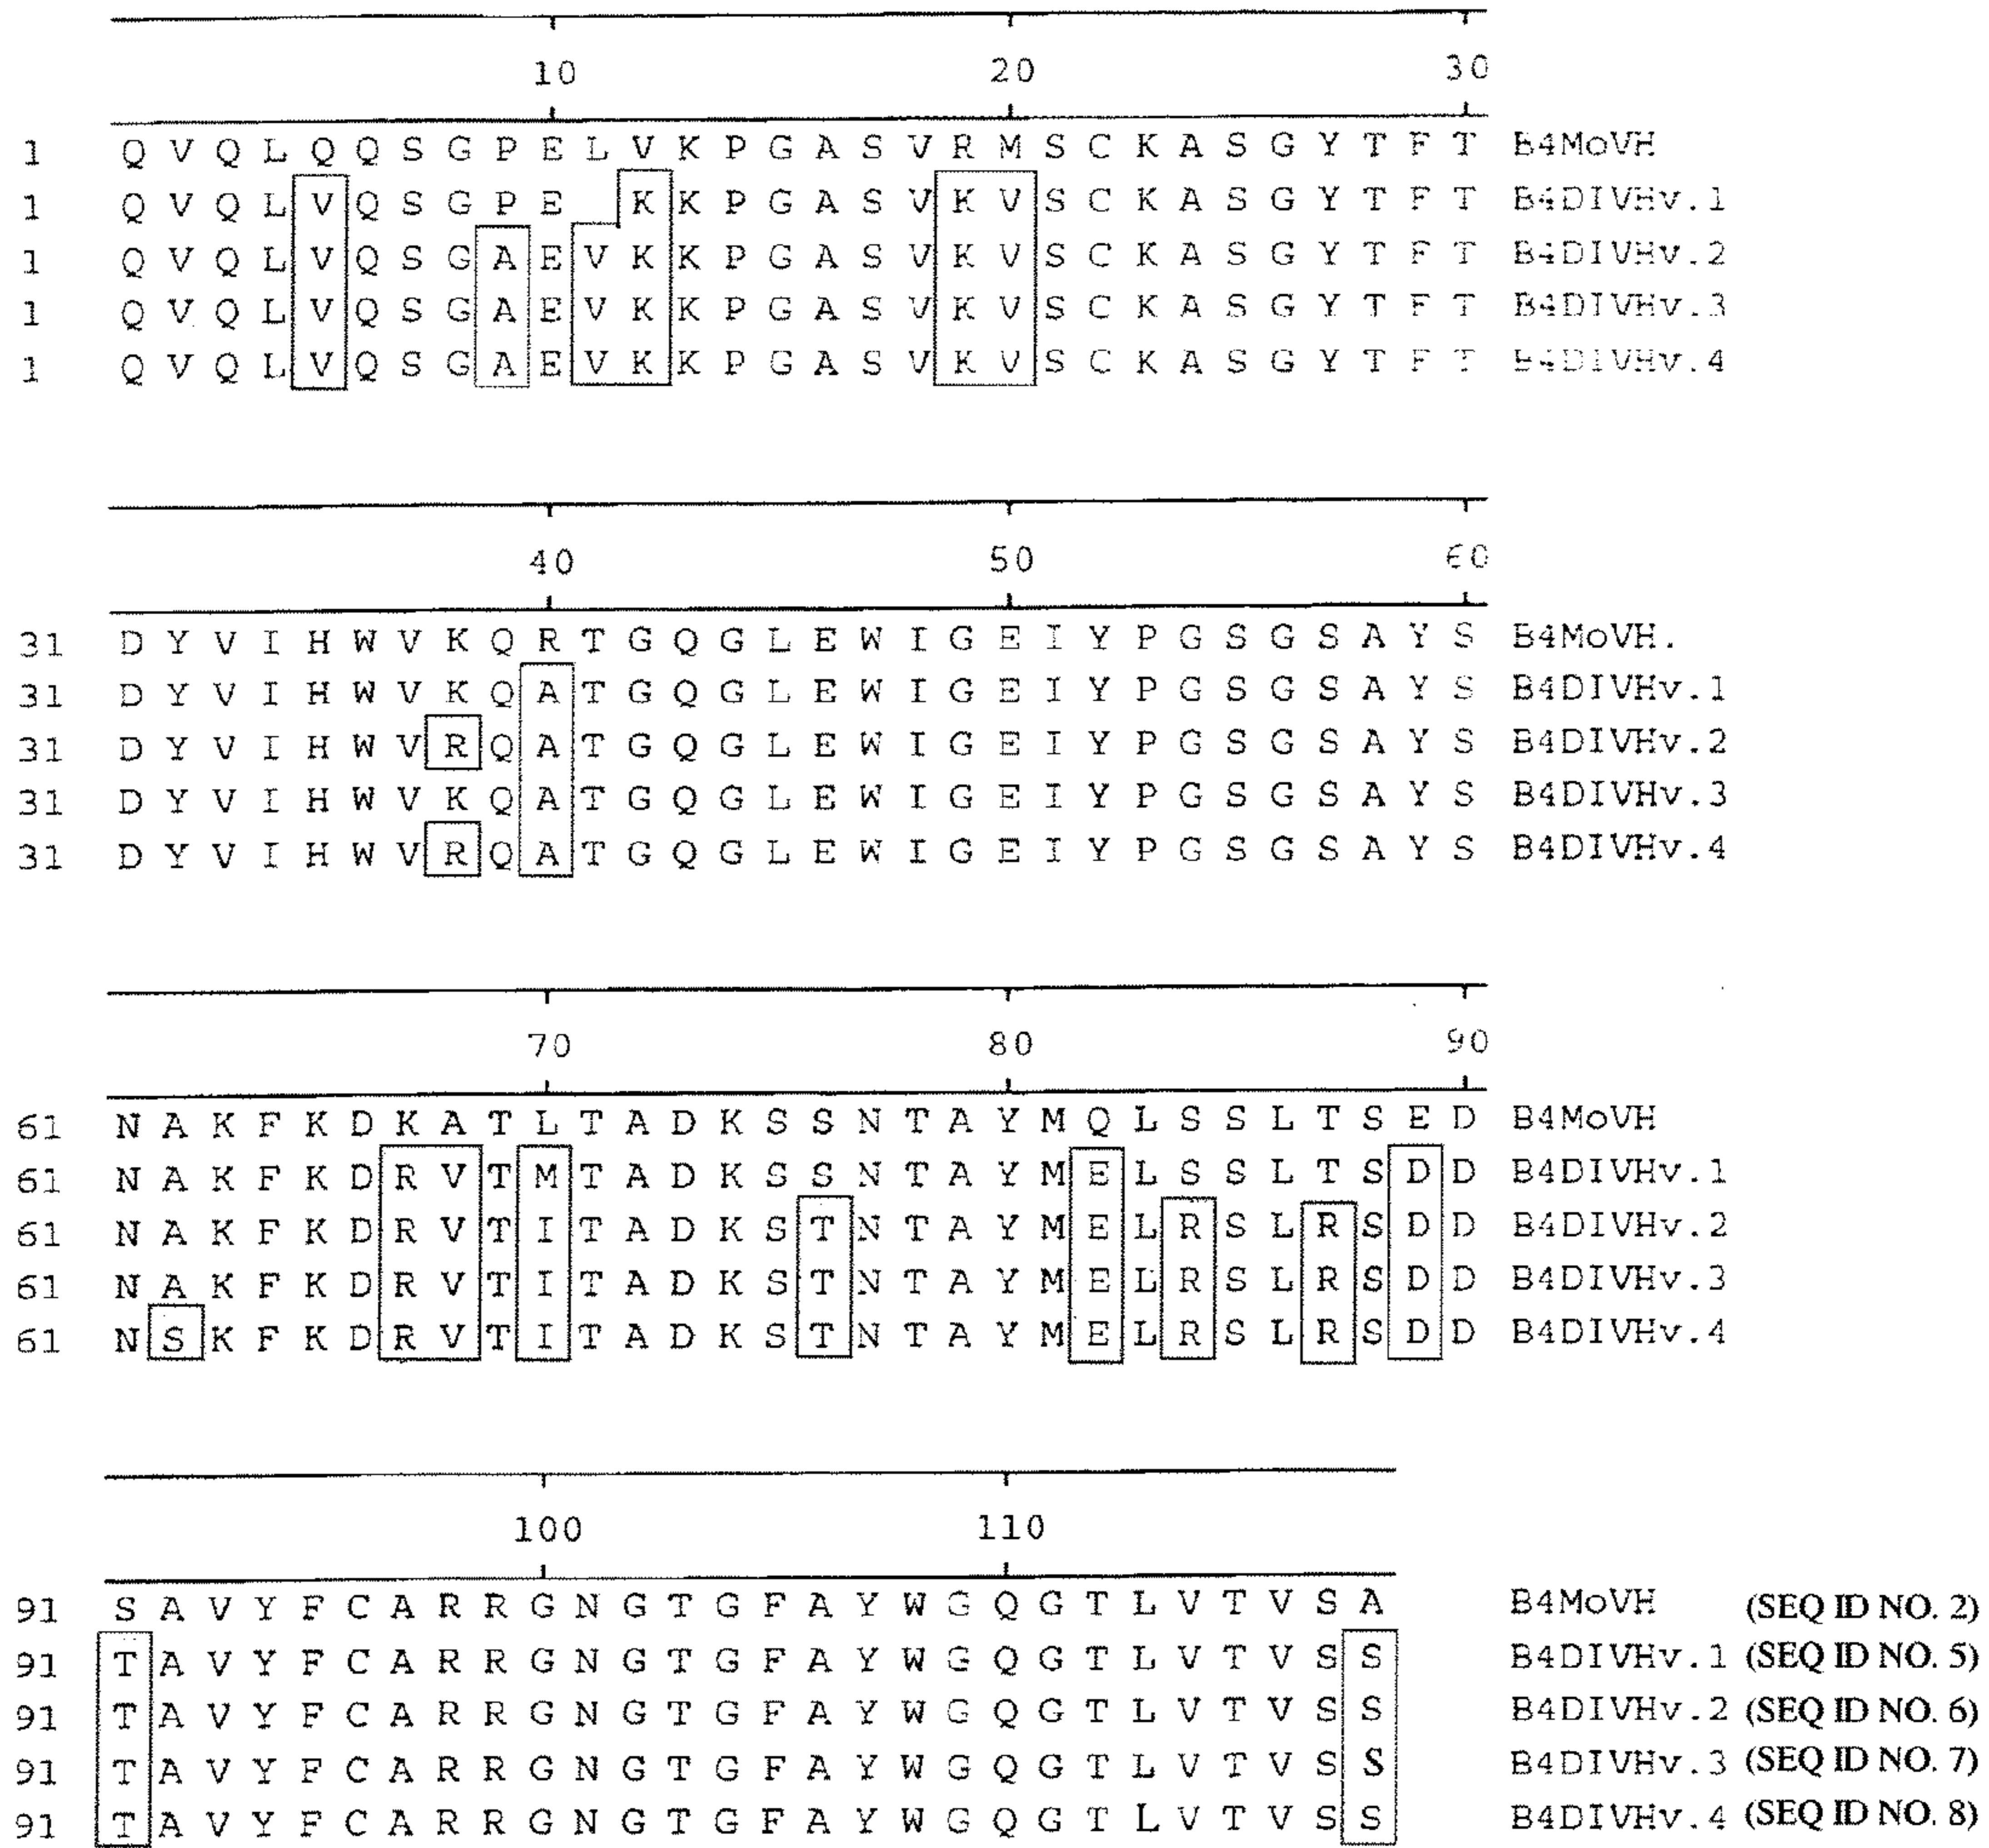 10 20 30
1 Q V Q L Q Q S G P E L V K P G A S V R M S C K A S G Y T F T B4MoVH
1 Q V Q L V Q S G P E K K P G A S V K V S C K A S G Y T F T B4DIVHv.1
1 Q V Q L V Q S G A E V K K P G A S V K V S C K A S G Y T F T B4DIVHv.2
1 Q V Q L V Q S G A E V K K P G A S V K V S C K A S G Y T F T B4DIVHv.3
1 Q V Q L V Q S G A E V K K P G A S V K V S C K A S G Y T F T B4DIVHv.4
40 50 60
31 D Y V I H W V K Q R T G Q G L E W I G E I Y P G S G S A Y S B4MoVH.
31 D Y V I H W V K Q A T G Q G L E W I G E I Y P G S G S A Y S B4DIVHv.1
31 D Y V I H W V R Q A T G Q G L E W I G E I Y P G S G S A Y S B4DIVHv.2
31 D Y V I H W V K Q A T G Q G L E W I G E I Y P G S G S A Y S B4DIVHv.3
31 D Y V I H W V R Q A T G Q G L E W I G E I Y P G S G S A Y S B4DIVHv.4
70 80 90
61 N A K F K D K A T L T A D K S S N T A Y M Q L S S L T S E D B4MoVH
61 N A K F K D R V T M T A D K S S N T A Y M E L S S L T S D D B4DIVHv.1
61 N A K F K D R V T I T A D K S T N T A Y M E L R S L R S D D B4DIVHv.2
61 N A K F K D R V T I T A D K S T N T A Y M E L R S L R S D D B4DIVHv.3
61 N S K F K D R V T I T A D K S T N T A Y M E L R S L R S D D B4DIVHv.4
100 110
91 S A V Y F C A R R G N G T G F A Y W G Q G T L V T V S A B4MoVH (SEQ ID NO. 2)
91 T A V Y F C A R R G N G T G F A Y W G Q G T L V T V S S B4DIVHv.1 (SEQ ID NO. 5)
91 T A V Y F C A R R G N G T G F A Y W G Q G T L V T V S S B4DIVHv.2 (SEQ ID NO. 6)
91 T A V Y F C A R R G N G T G F A Y W G Q G T L V T V S S B4DIVHv.3 (SEQ ID NO. 7)
91 T A V Y F C A R R G N G T G F A Y W G Q G T L V T V S S B4DIVHv.4 (SEQ ID NO. 8)